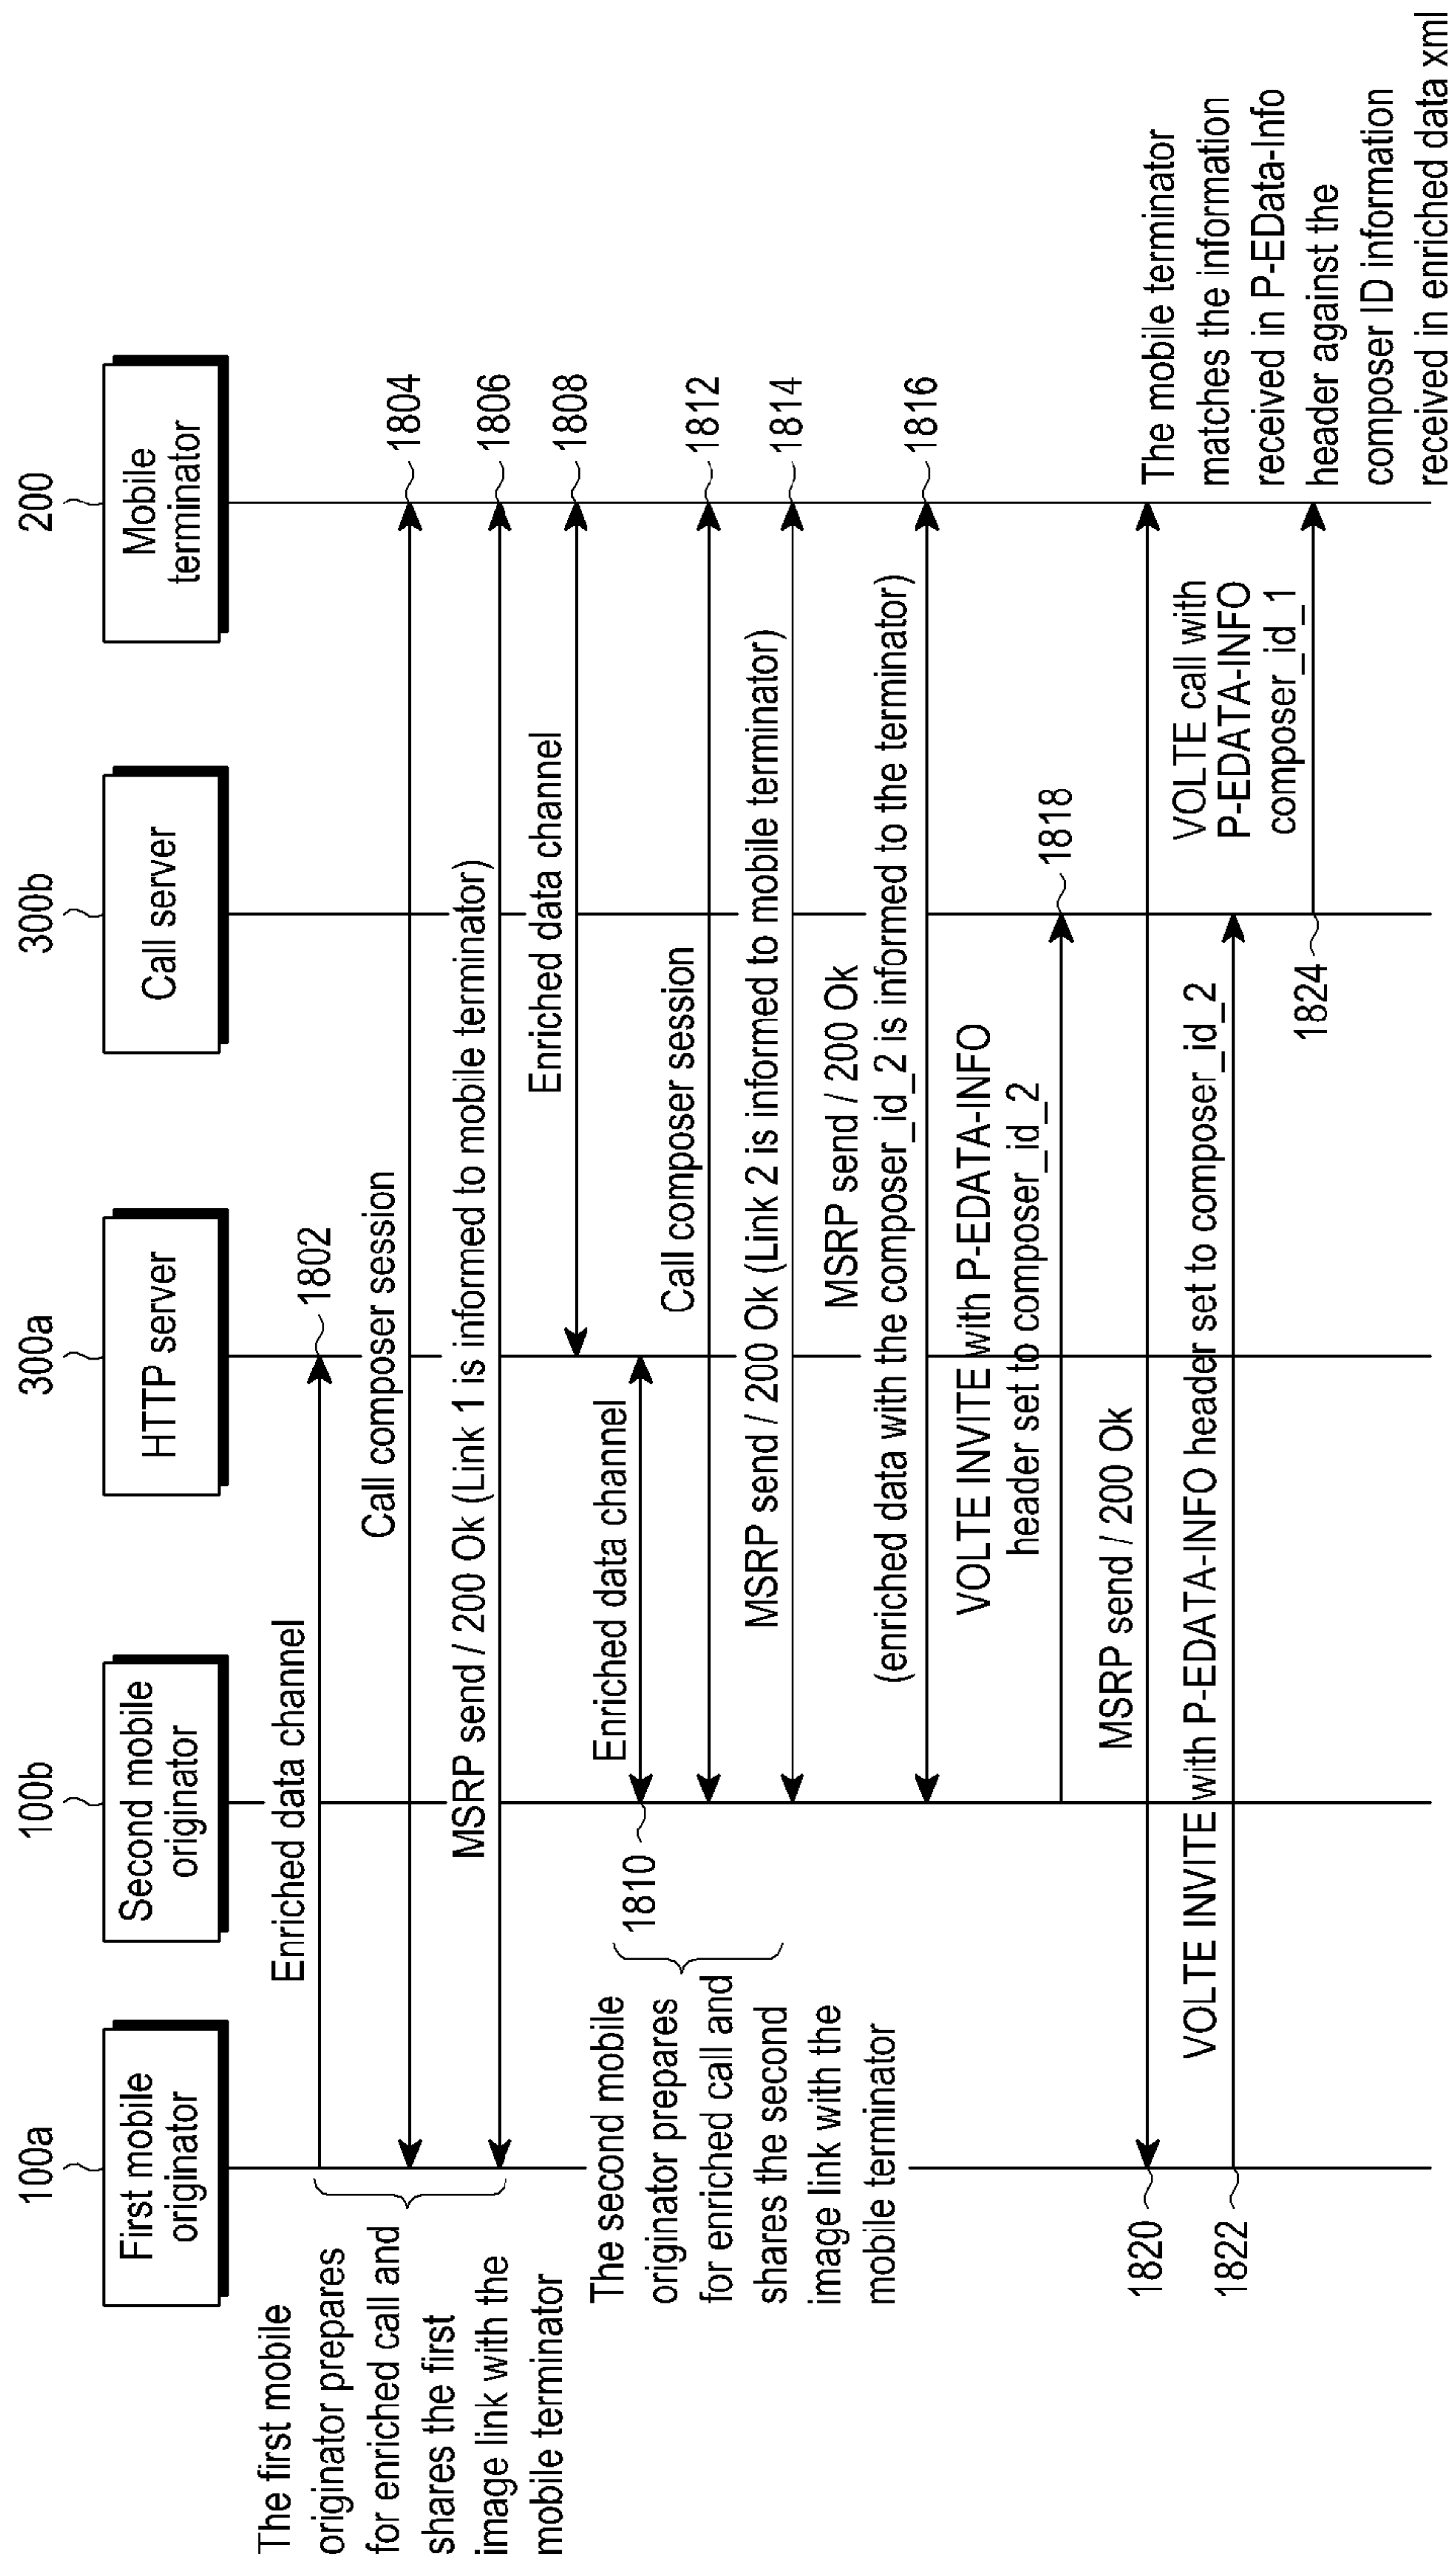 100a
100b
300a
300b
200
First mobile
originator
Second mobile
originator
HTTP server
Call server
Mobile
terminator
The first mobile
originator prepares
for enriched call and
shares the first
image link with the
mobile terminator
Enriched data channel
1802
Call composer session
1804
MSRP send / 200 Ok (Link 1 is informed to mobile terminator)
1806
Enriched data channel
1808
The second mobile
originator prepares
for enriched call and
shares the second
image link with the
mobile terminator
Enriched data channel
1810
Call composer session
1812
MSRP send / 200 Ok (Link 2 is informed to mobile terminator)
1814
MSRP send / 200 Ok
(enriched data with the composer_id_2 is informed to the terminator)
1816
VOLTE INVITE with P-EDATA-INFO
header set to composer_id_2
1818
MSRP send / 200 Ok
1820
VOLTE INVITE with P-EDATA-INFO header set to composer_id_2
1822
VOLTE call with
P-EDATA-INFO
composer_id_1
1824
The mobile terminator
matches the information
received in P-EData-Info
header against the
composer ID information
received in enriched data xml